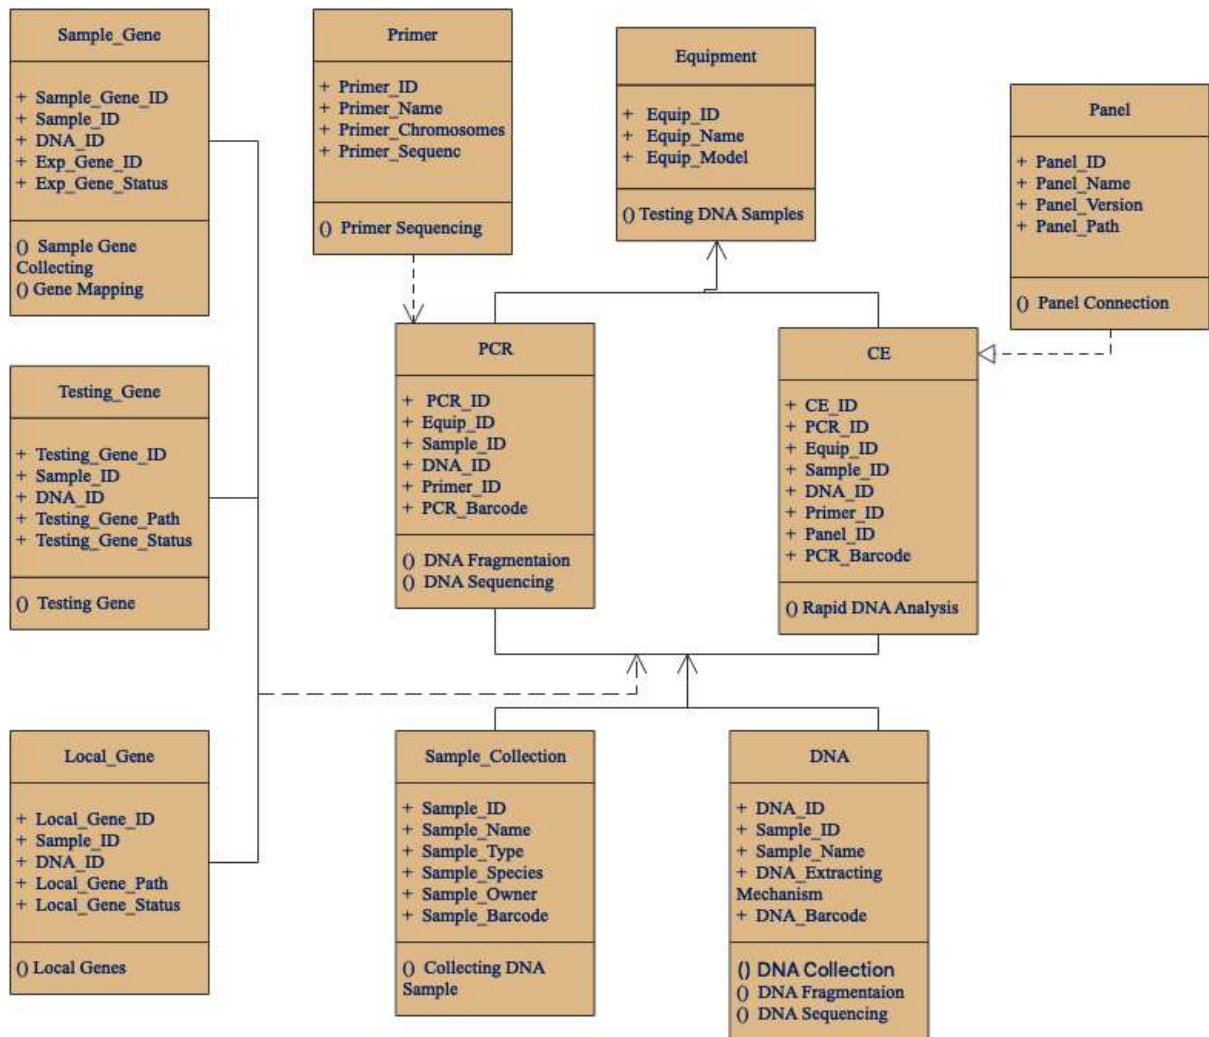 Sample_Gene
+ Sample_Gene_ID
+ Sample_ID
+ DNA_ID
+ Exp_Gene_ID
+ Exp_Gene_Status
() Sample Gene
Collecting
() Gene Mapping
Primer
+ Primer_ID
+ Primer_Name
+ Primer_Chromosomes
+ Primer_Sequenc
() Primer Sequencing
Equipment
+ Equip_ID
+ Equip_Name
+ Equip_Model
() Testing DNA Samples
Panel
+ Panel_ID
+ Panel_Name
+ Panel_Version
+ Panel_Path
() Panel Connection
Testing_Gene
+ Testing_Gene_ID
+ Sample_ID
+ DNA_ID
+ Testing_Gene_Path
+ Testing_Gene_Status
() Testing Gene
PCR
+ PCR_ID
+ Equip_ID
+ Sample_ID
+ DNA_ID
+ Primer_ID
+ PCR_Barcode
() DNA Fragmentaion
() DNA Sequencing
CE
+ CE_ID
+ PCR_ID
+ Equip_ID
+ Sample_ID
+ DNA_ID
+ Primer_ID
+ Panel_ID
+ PCR_Barcode
() Rapid DNA Analysis
Local_Gene
+ Local_Gene_ID
+ Sample_ID
+ DNA_ID
+ Local_Gene_Path
+ Local_Gene_Status
() Local Genes
Sample_Collection
+ Sample_ID
+ Sample_Name
+ Sample_Type
+ Sample_Species
+ Sample_Owner
+ Sample_Barcode
() Collecting DNA
Sample
DNA
+ DNA_ID
+ Sample_ID
+ Sample_Name
+ DNA_Extracting
Mechanism
+ DNA_Barcode
() DNA Collection
() DNA Fragmentaion
() DNA Sequencing